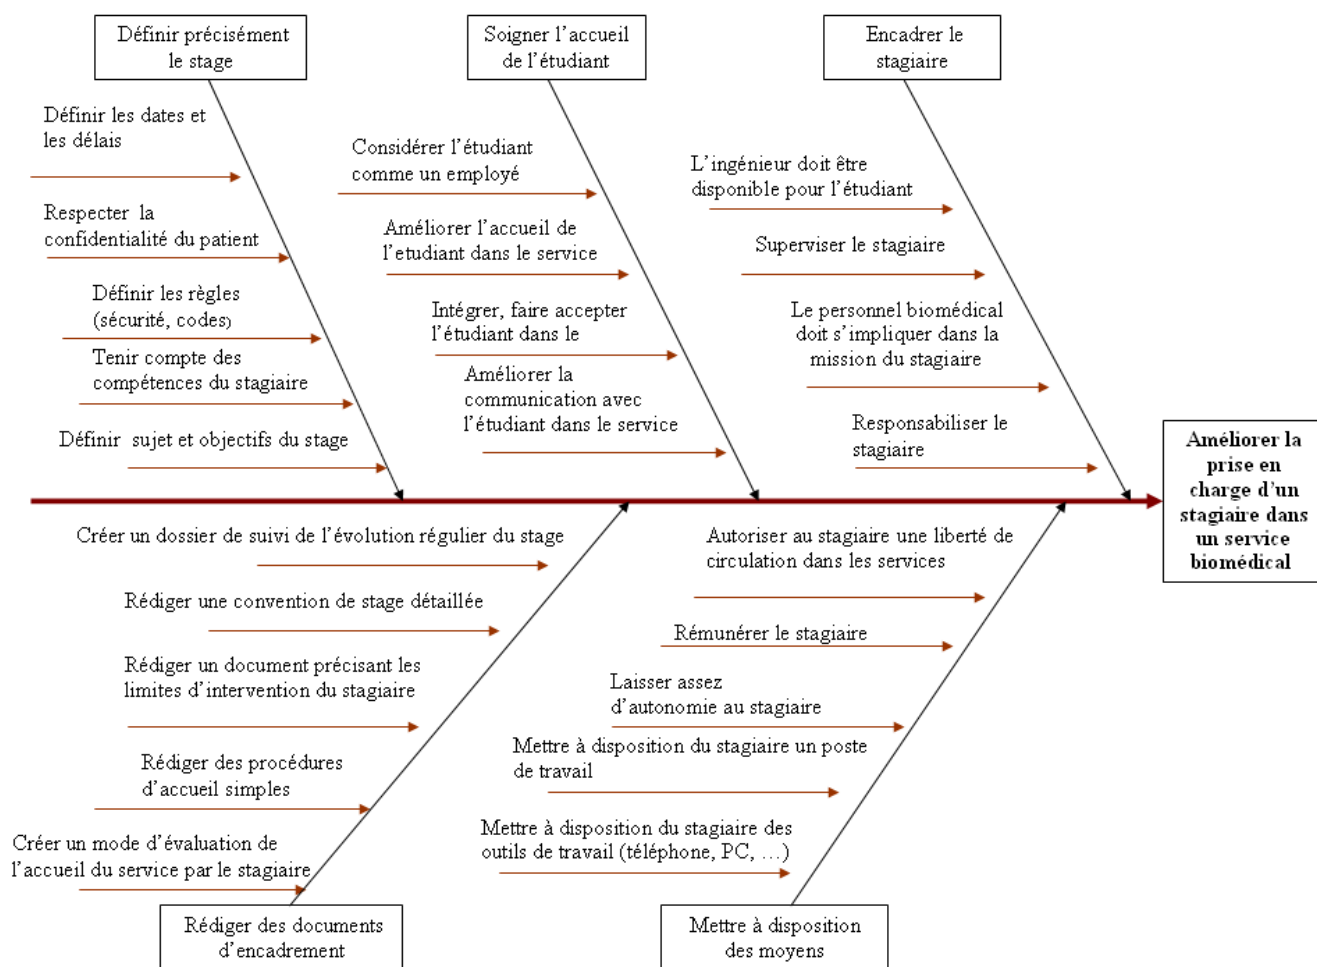 Définir précisément
le stage
Soigner l'accueil
de l'étudiant
Encadrer le
stagiaire
Définir les dates et
les délais
Respecter la
confidentialité du patient
Définir les règles
(sécurité, codes)
Tenir compte des
compétences du stagiaire
Définir sujet et objectifs du stage
Considérer l'étudiant
comme un employé
Améliorer l'accueil de
l'etudiant dans le service
Intégrer, faire accepter
l'étudiant dans le
Améliorer la
communication avec
l'étudiant dans le service
L'ingénieur doit être
disponible pour l'étudiant
Superviser le stagiaire
Le personnel biomédical
doit s'impliquer dans la
mission du stagiaire
Responsabiliser le
stagiaire
Améliorer la
prise en
charge d'un
stagiaire dans
un service
biomédical
Créer un dossier de suivi de l'évolution régulier du stage
Rédiger une convention de stage détaillée
Rédiger un document précisant les
limites d'intervention du stagiaire
Rédiger des procédures
d'accueil simples
Créer un mode d'évaluation de
l'accueil du service par le stagiaire
Autoriser au stagiaire une liberté de
circulation dans les services
Rémunérer le stagiaire
Laisser assez
d'autonomie au stagiaire
Mettre à disposition du stagiaire un poste
de travail
Mettre à disposition du stagiaire des
outils de travail (téléphone, PC, …)
Rédiger des documents
d'encadrement
Mettre à disposition
des moyens